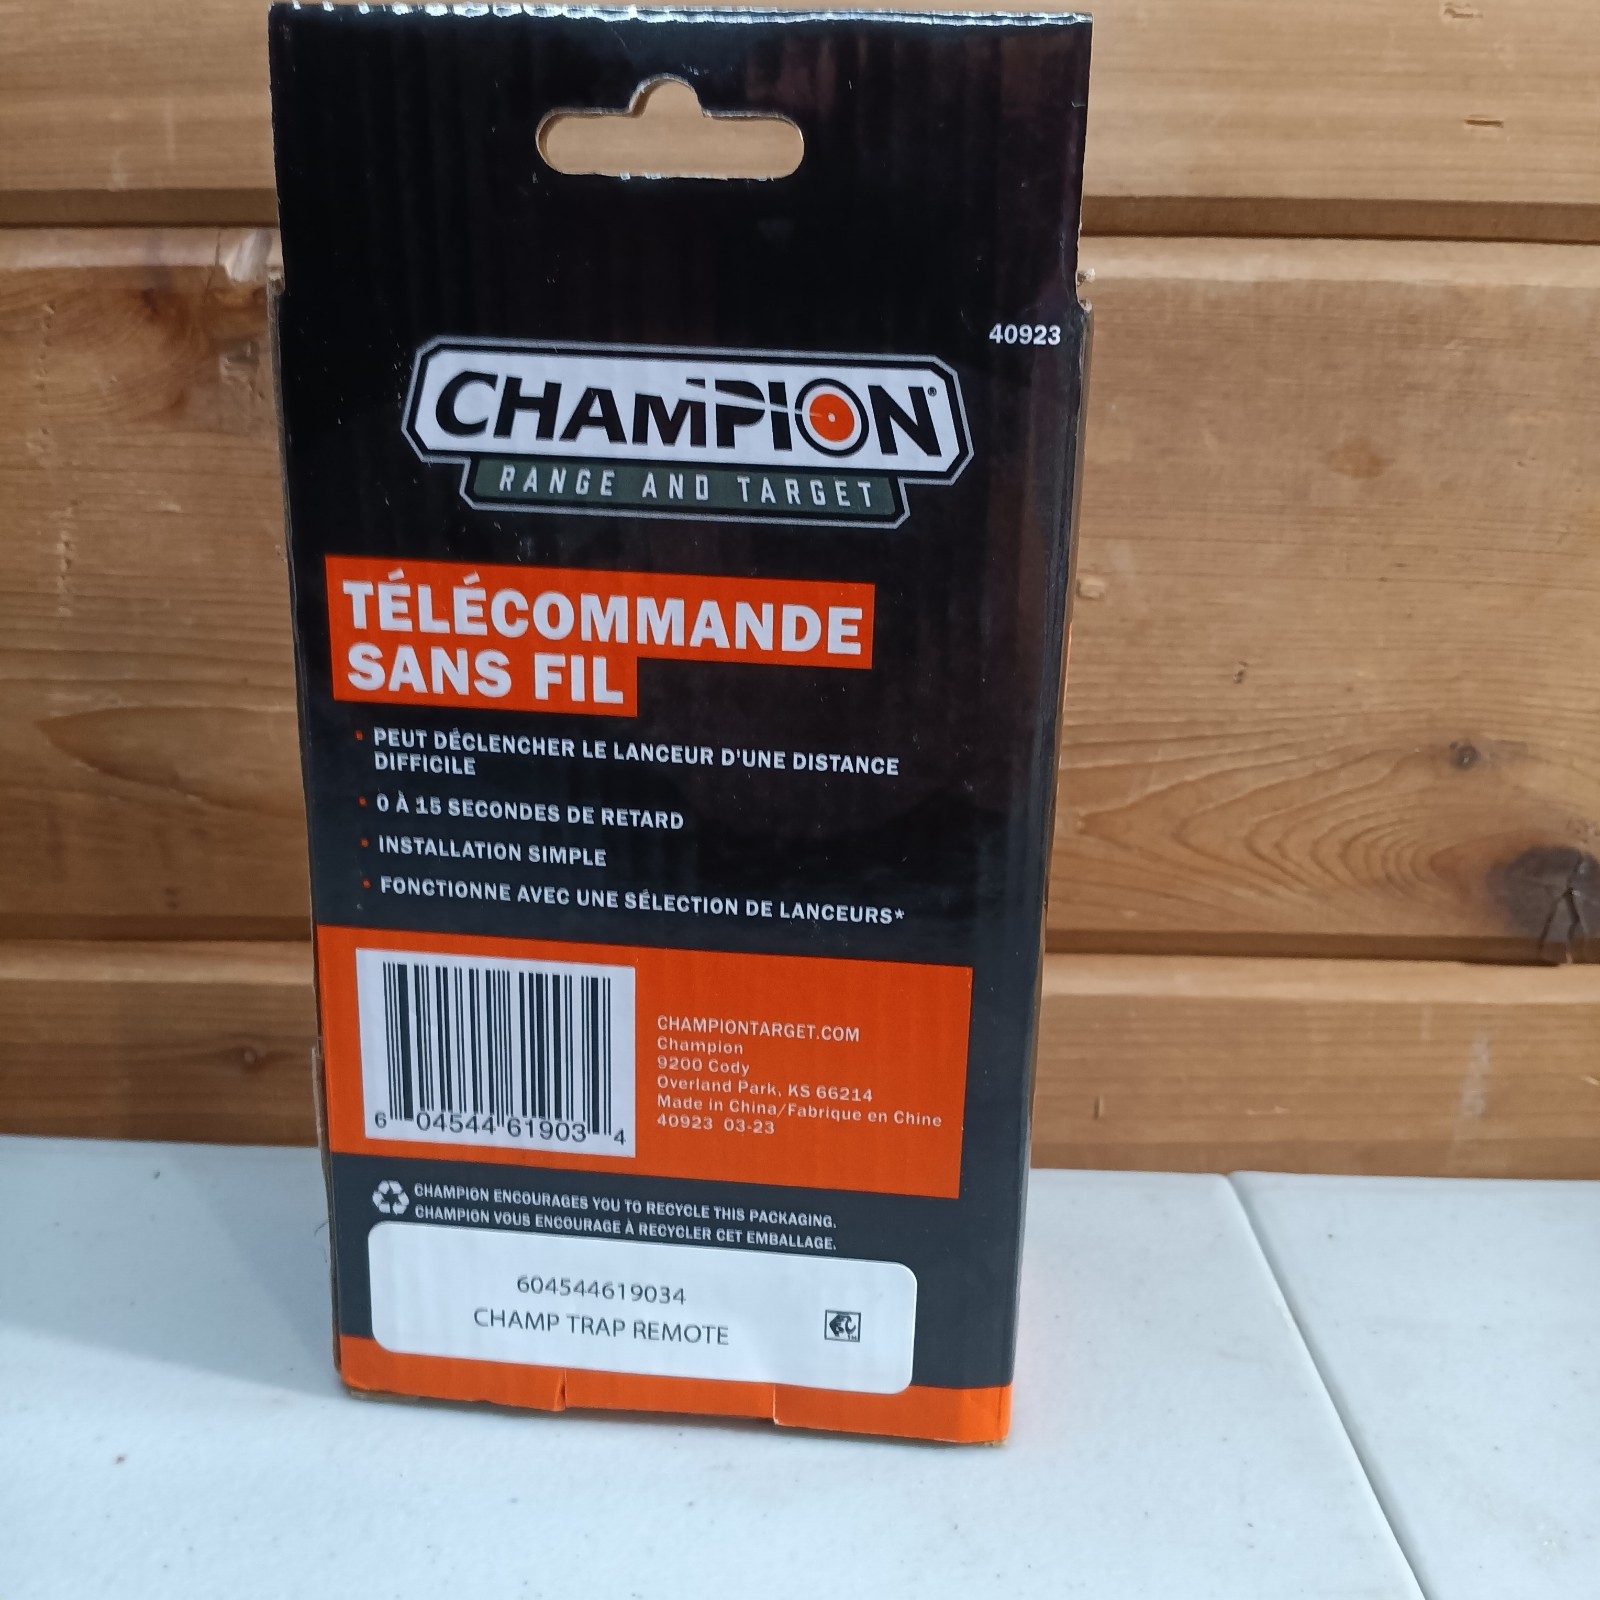 40923
CHAMPION®
RANGE AND TARGET
TÉLÉCOMMANDE
SANS FIL
• PEUT DÉCLENCHER LE LANCEUR D'UNE DISTANCE
DIFFICILE
• 0 À 15 SECONDES DE RETARD
• INSTALLATION SIMPLE
• FONCTIONNE AVEC UNE SÉLECTION DE LANCEURS*
6 04544 61903 4
CHAMPIONTARGET.COM
Champion
9200 Cody
Overland Park, KS 66214
Made in China/Fabrique en Chine
40923 03-23
CHAMPION ENCOURAGES YOU TO RECYCLE THIS PACKAGING.
CHAMPION VOUS ENCOURAGE À RECYCLER CET EMBALLAGE.
604544619034
CHAMP TRAP REMOTE